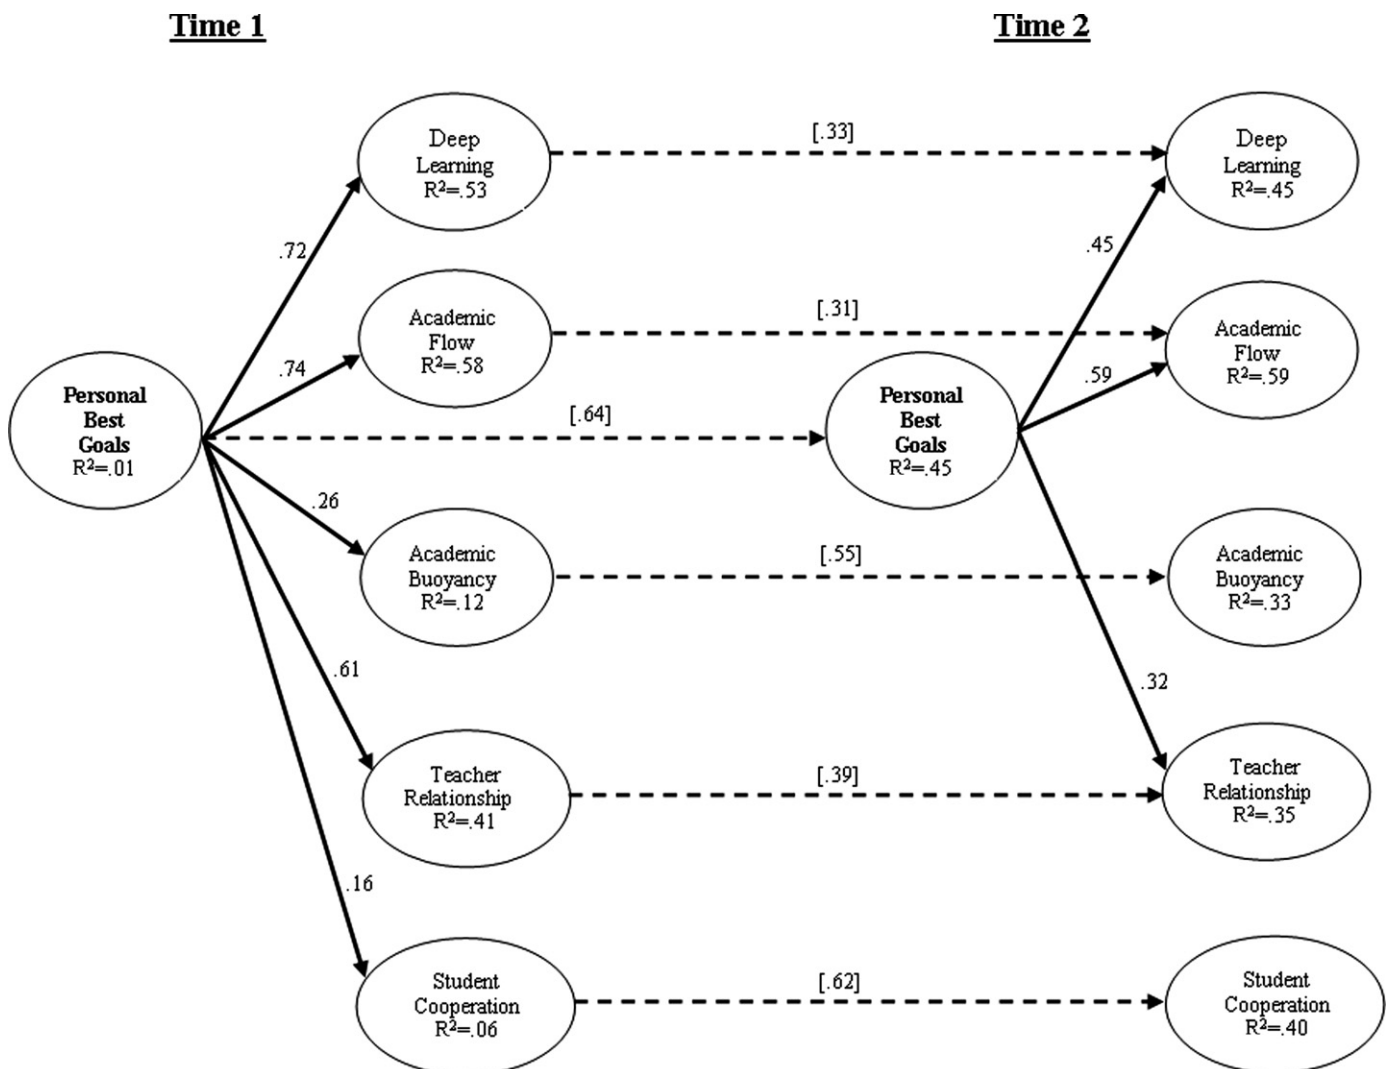 Time 1
Time 2
Deep
Learning
R²=.53
[.33]
Deep
Learning
R²=.45
.72
.45
Academic
Flow
R²=.58
[.31]
Academic
Flow
R²=.59
.74
.59
Personal
Best
Goals
R²=.01
[.64]
Personal
Best
Goals
R²=.45
.26
Academic
Buoyancy
R²=.12
[.55]
Academic
Buoyancy
R²=.33
.61
.32
Teacher
Relationship
R²=.41
[.39]
Teacher
Relationship
R²=.35
.16
Student
Cooperation
R²=.06
[.62]
Student
Cooperation
R²=.40